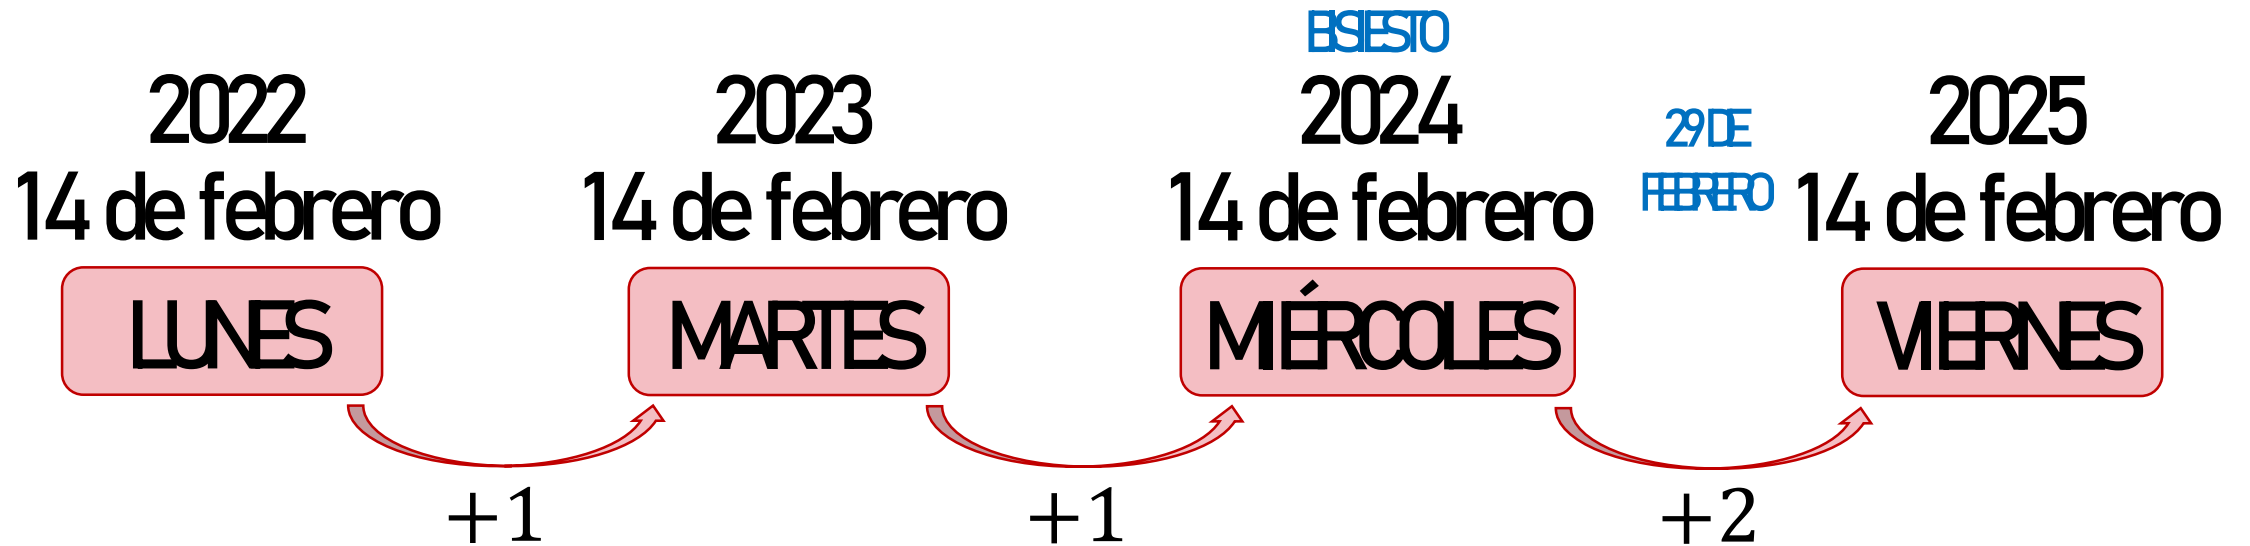 BISIESTO
2022
14 de febrero
LUNES
2023
14 de febrero
MARTES
2024
14 de febrero
MIÉRCOLES
29 DE
FEBRERO
2025
14 de febrero
VIERNES
+1
+1
+2